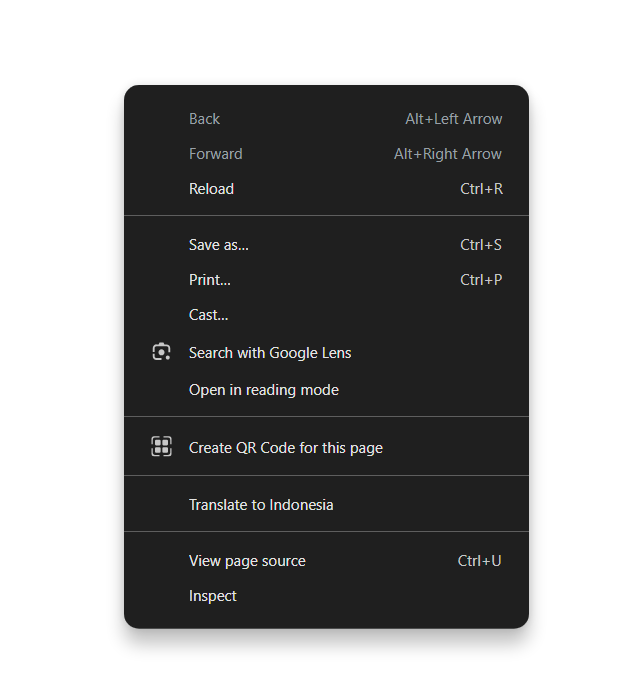 Back Alt+Left Arrow
Forward Alt+Right Arrow
Reload Ctrl+R
Save as... Ctrl+S
Print... Ctrl+P
Cast...
Search with Google Lens
Open in reading mode
Create QR Code for this page
Translate to Indonesia
View page source Ctrl+U
Inspect